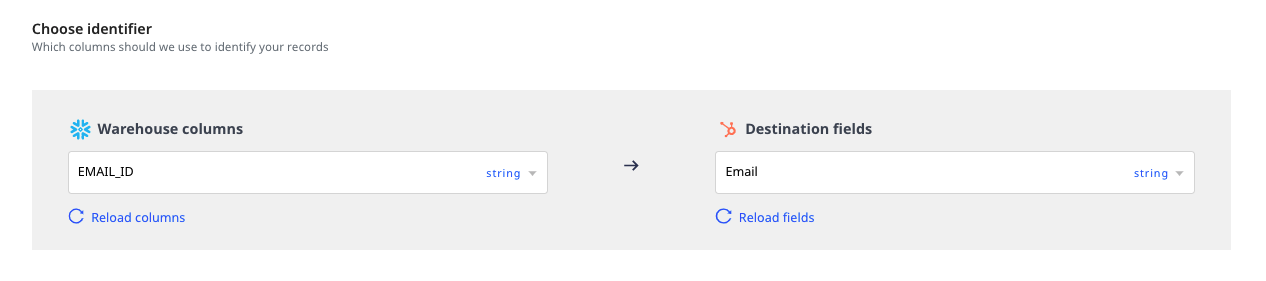 Choose identifier
Which columns should we use to identify your records
Warehouse columns
Destination fields
EMAIL_ID string
Email string
Reload columns
Reload fields